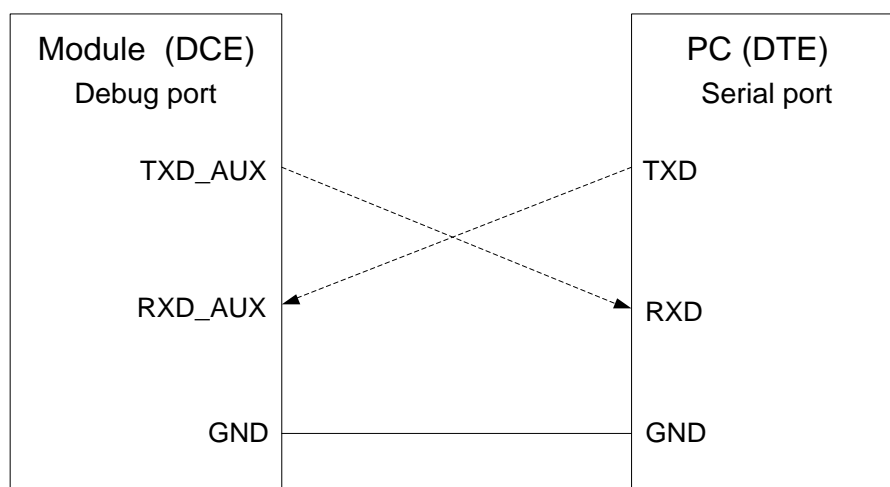 Module (DCE)
Debug port
TXD_AUX
RXD_AUX
GND
PC (DTE)
Serial port
TXD
RXD
GND